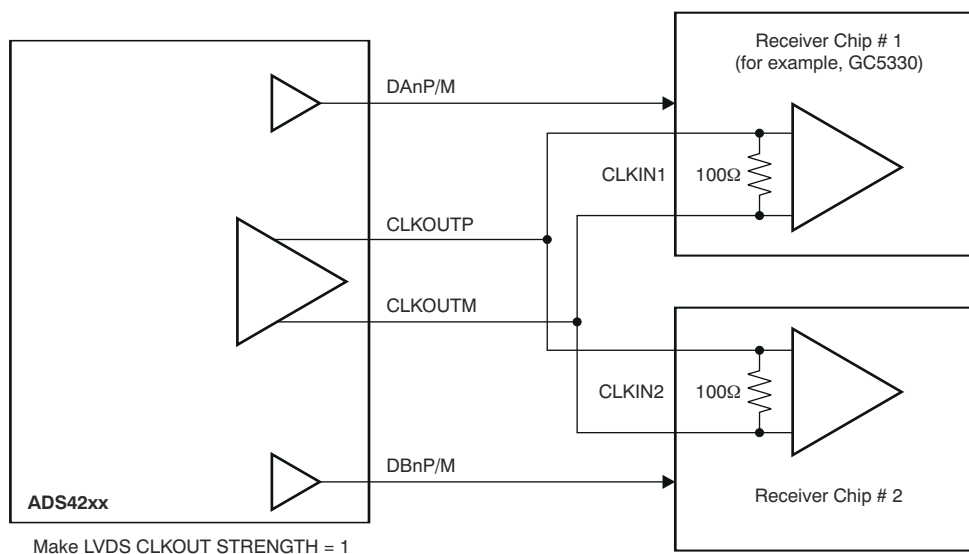 Receiver Chip # 1
(for example, GC5330)
DAnP/M
CLKIN1
100Ω
CLKOUTP
CLKOUTM
CLKIN2
100Ω
DBnP/M
ADS42xx
Receiver Chip # 2
Make LVDS CLKOUT STRENGTH = 1